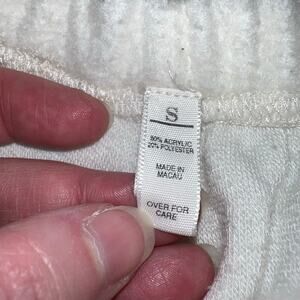 S
80% ACRYLIC
20% POLYESTER
MADE IN
MACAU
OVER FOR
CARE